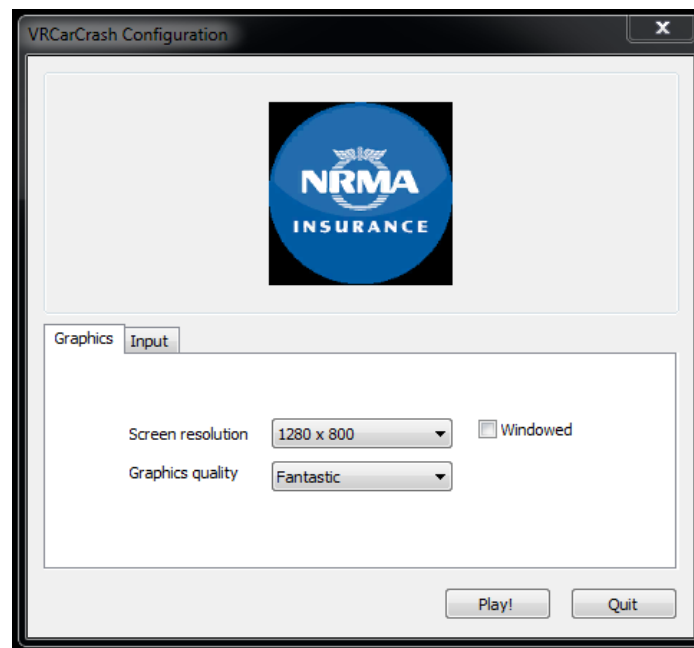 VRCarCrash Configuration
x
NRMA
INSURANCE
Graphics
Input
Screen resolution
1280 x 800
Windowed
Graphics quality
Fantastic
Play!
Quit